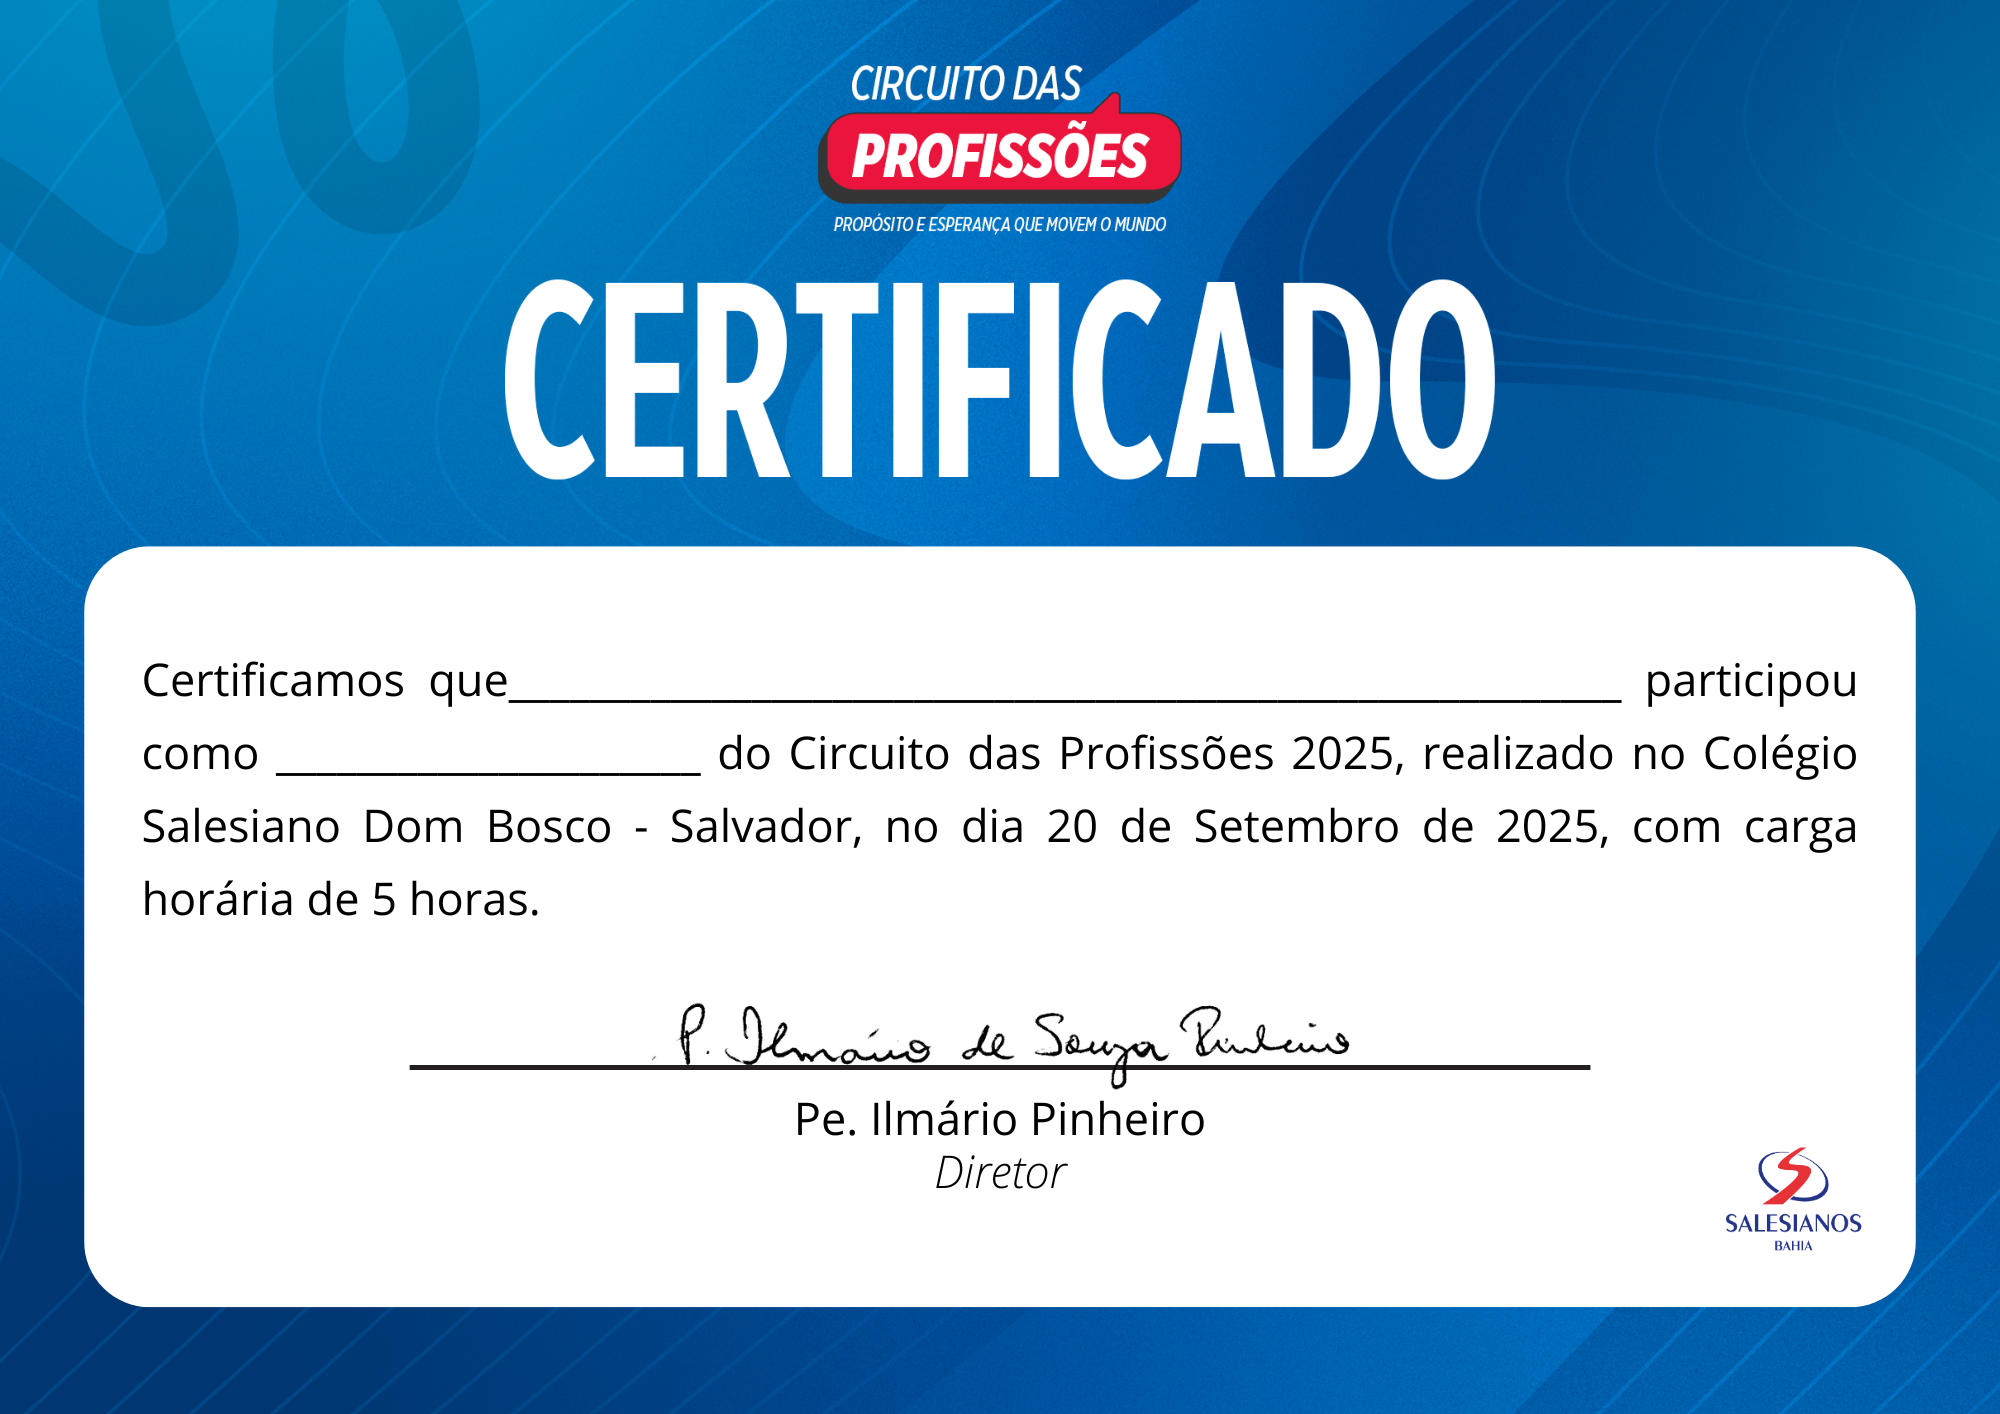 CIRCUITO DAS
PROFISSÕES
PROPÓSITO E ESPERANÇA QUE MOVEM O MUNDO
CERTIFICADO
Certificamos que_______________________________________________ participou
como __________________ do Circuito das Profissões 2025, realizado no Colégio
Salesiano Dom Bosco - Salvador, no dia 20 de Setembro de 2025, com carga
horária de 5 horas.
P. Ilmário de Souza Pinheiro
Pe. Ilmário Pinheiro
Diretor
SALESIANOS
BAHIA